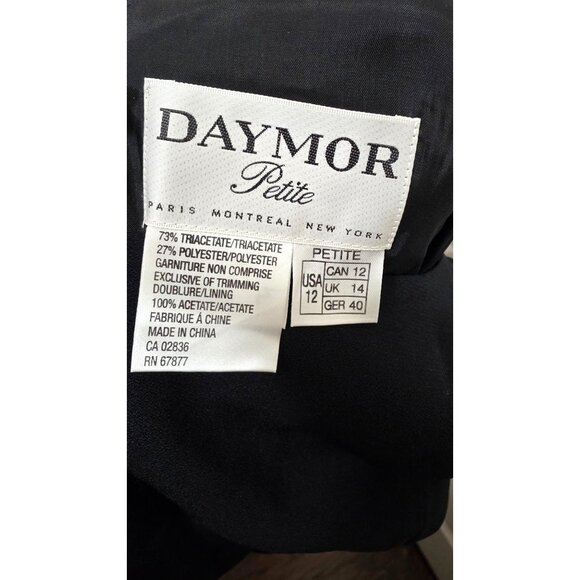 DAYMOR
Petite
PARIS MONTREAL NEW YORK
73% TRIACETATE/TRIACETATE
27% POLYESTER/POLYESTER
GARNITURE NON COMPRISE
EXCLUSIVE OF TRIMMING
DOUBLURE/LINING
100% ACETATE/ACETATE
FABRIQUE À CHINE
MADE IN CHINA
CA 02836
RN 67877
PETITE
USA 12
CAN 12
UK 14
GER 40